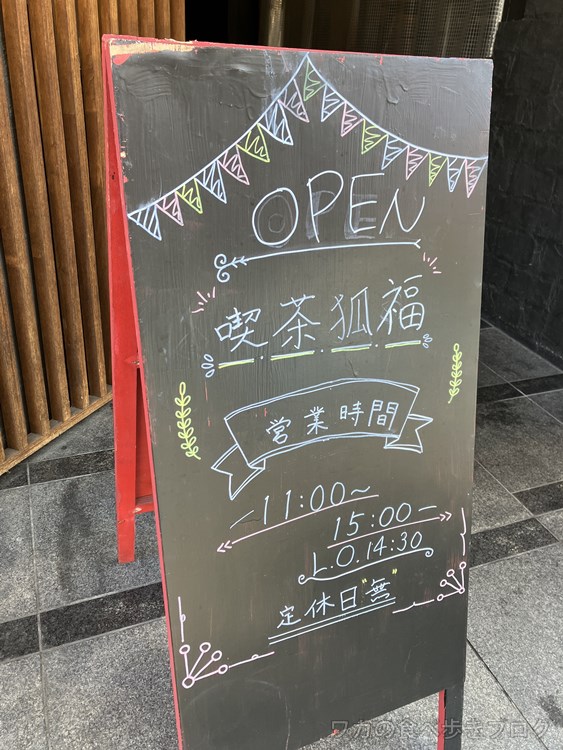 OPEN
喫茶狐福
営業時間
11:00~
15:00
L.O.14:30
定休日"無"
ワカの食べ歩きブログ